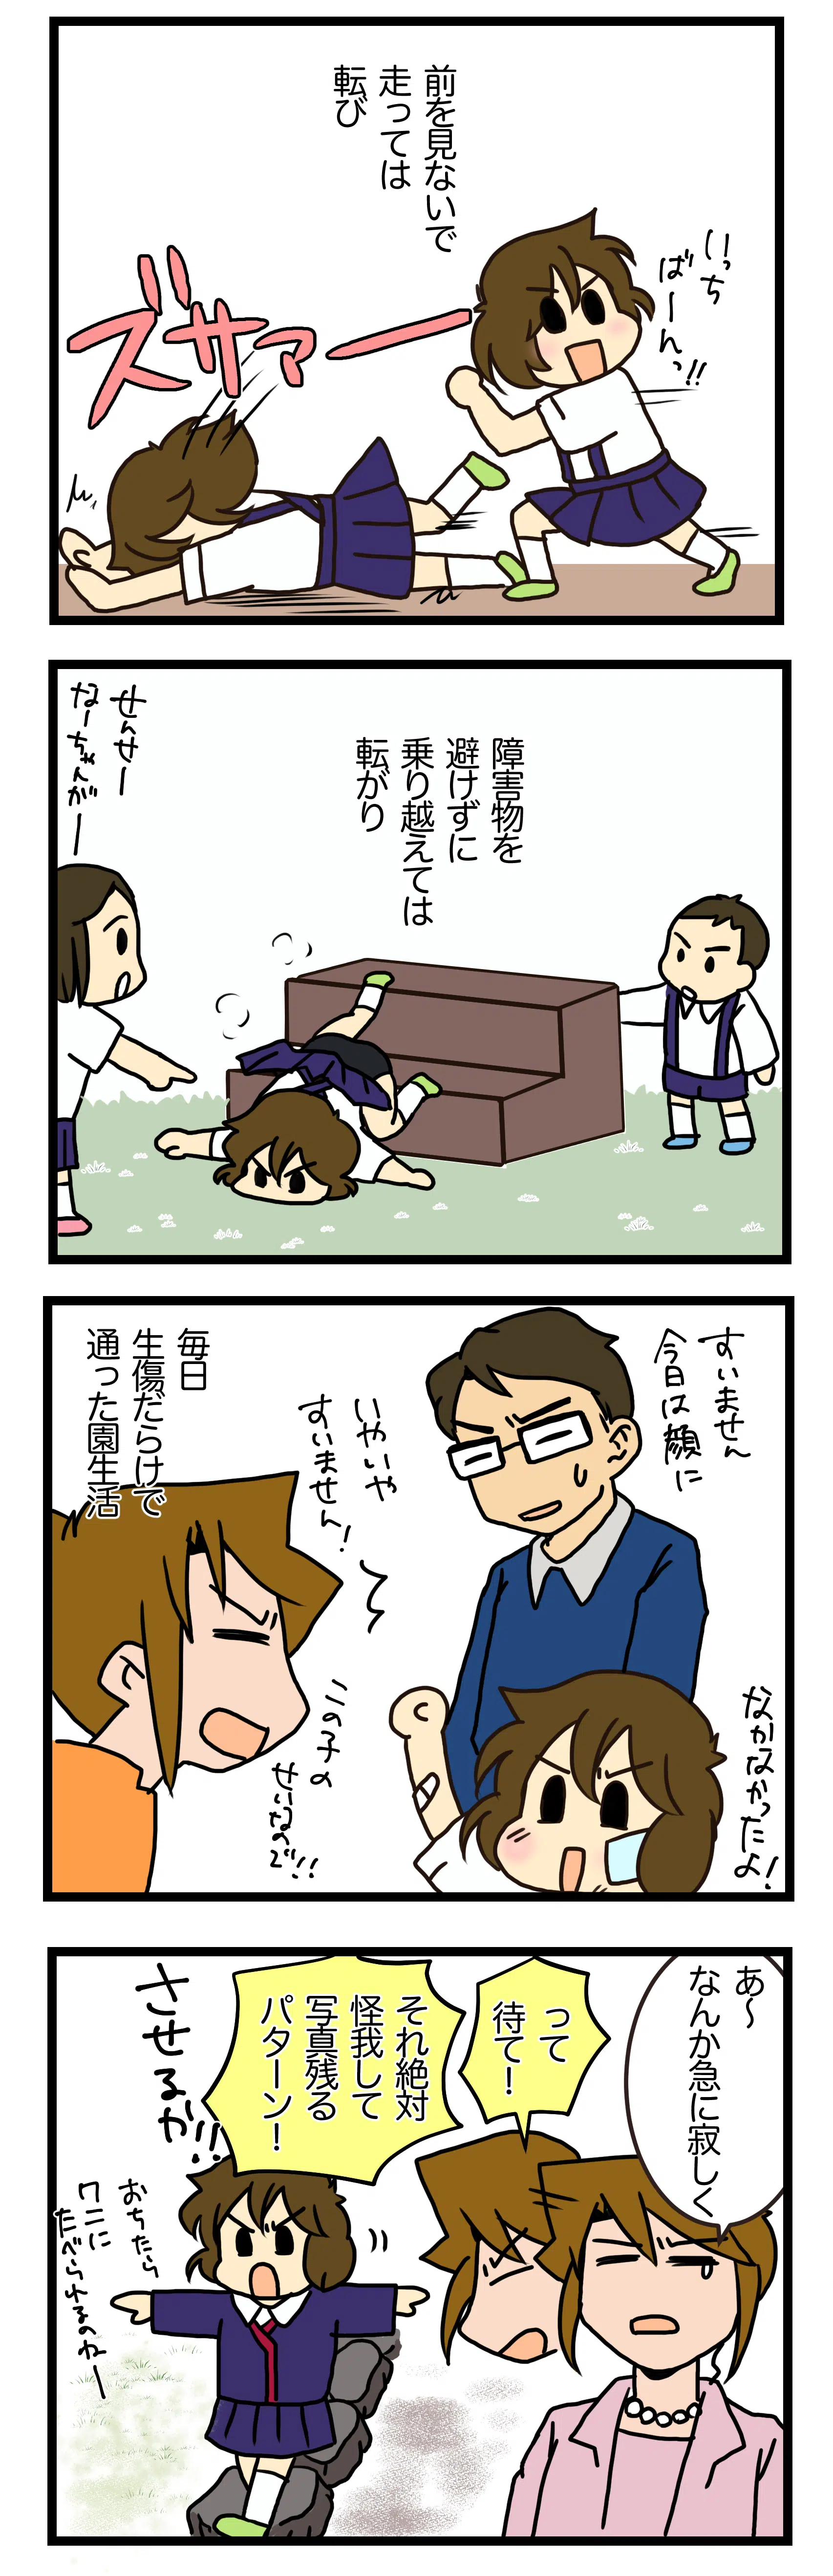 前を見ないで
走っては
転び
いっち
ばーんっ!!
ズサァー
障害物を
避けずに
乗り越えては
転がり
せんせー
なーちゃんがー
すいません
今日は顔に
いやいや
すいません!
毎日
生傷だらけで
通った園生活
なかなかったよ!
この子の
せいなので!!
あ〜
なんか急に寂しく
って
待て!
それ絶対
怪我して
写真残る
パターン!
させるか!!
おちたら
ワニに
たべられるのねー